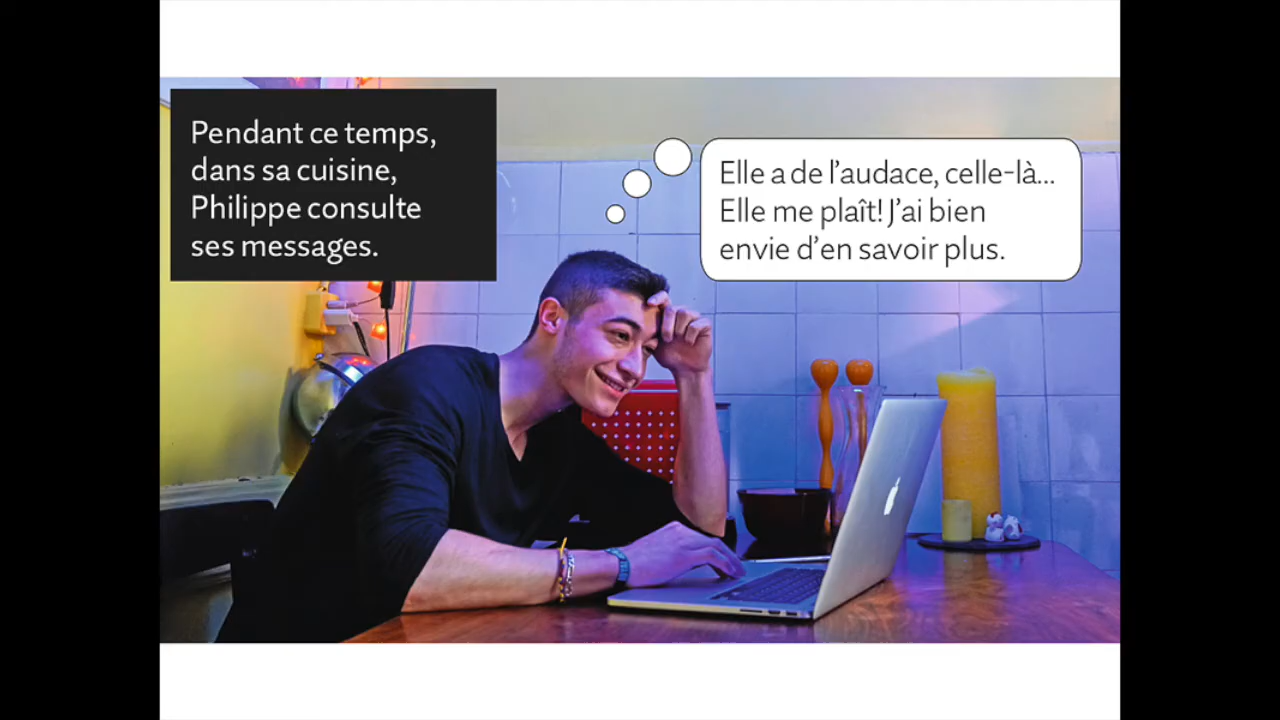 Pendant ce temps,
dans sa cuisine,
Philippe consulte
ses messages.
Elle a de l'audace, celle-là...
Elle me plaît! J'ai bien
envie d'en savoir plus.